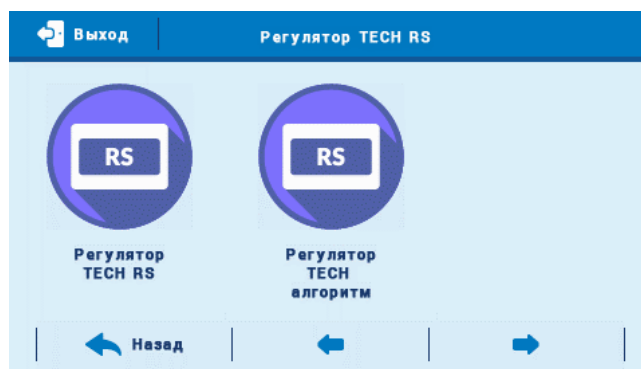 Выход
Регулятор TECH RS
RS
RS
Регулятор
TECH RS
Регулятор
TECH
алгоритм
Назад